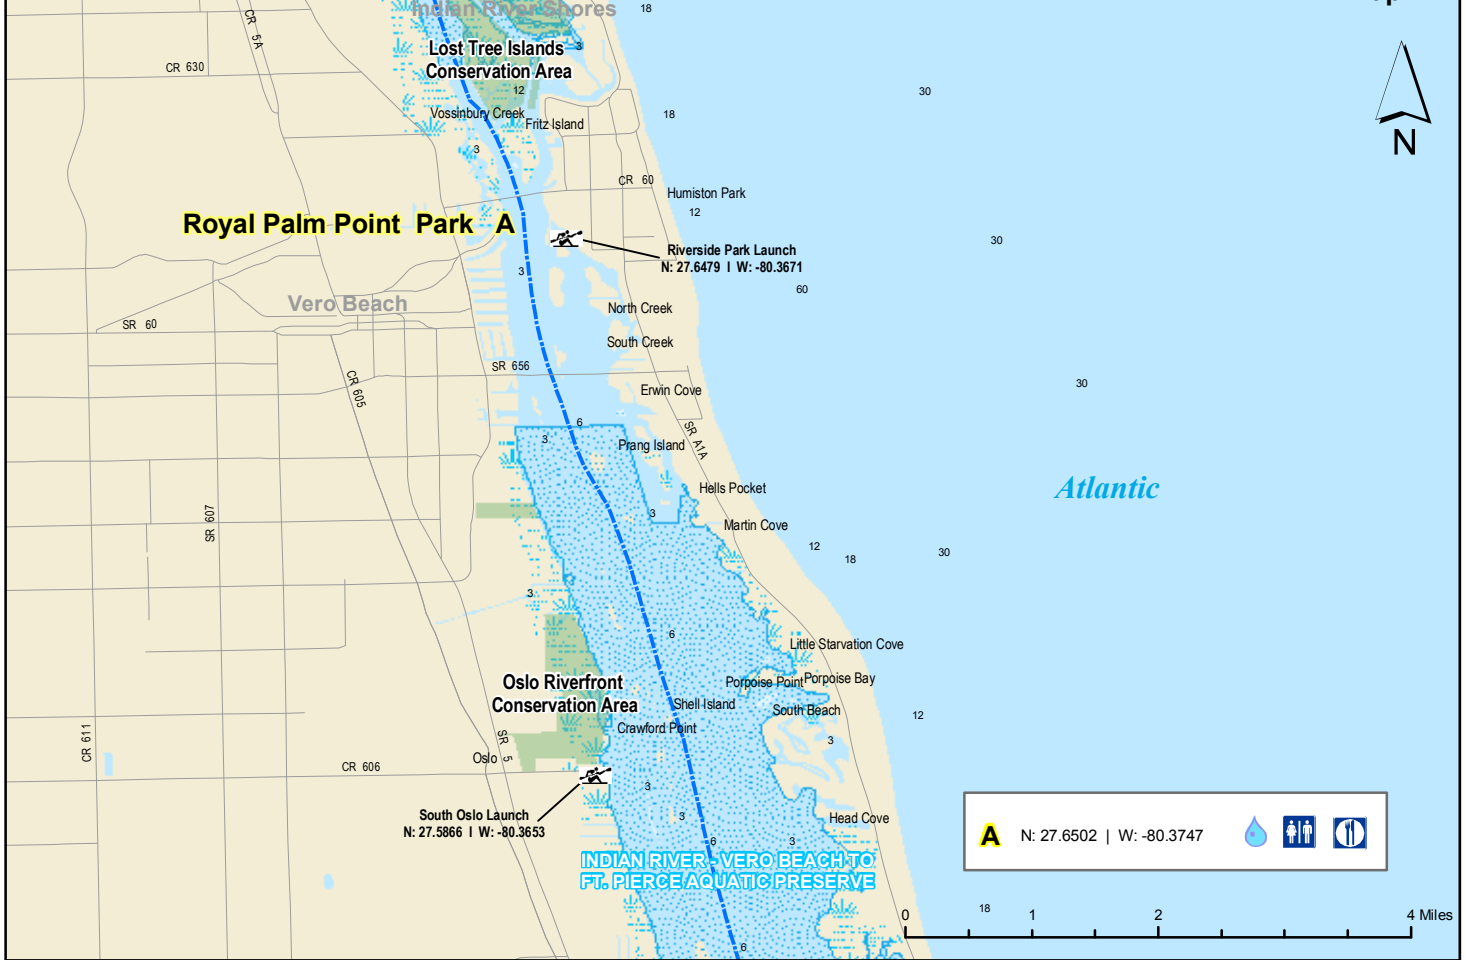 Indian River Shores
18
p
CR 5A
3
Lost Tree Islands
Conservation Area
CR 630
12
30
Vossinbury Creek
18
Fritz Island
N
3
CR 60
Humiston Park
12
Royal Palm Point Park A
30
Riverside Park Launch
N: 27.6479 I W: -80.3671
3
60
Vero Beach
North Creek
SR 60
South Creek
SR 656
30
CR 605
Erwin Cove
6
3
SR A1A
Prang Island
Hells Pocket
Atlantic
3
SR 607
Martin Cove
12
18
30
3
6
Little Starvation Cove
Oslo Riverfront
Conservation Area
Porpoise Point
Porpoise Bay
Shell Island
South Beach
12
Crawford Point
CR 611
SR 5
3
Oslo
CR 606
3
South Oslo Launch
N: 27.5866 I W: -80.3653
3
Head Cove
6
3
A N: 27.6502 | W: -80.3747
INDIAN RIVER - VERO BEACH TO
FT. PIERCE AQUATIC PRESERVE
18
0 1 2 4 Miles
6